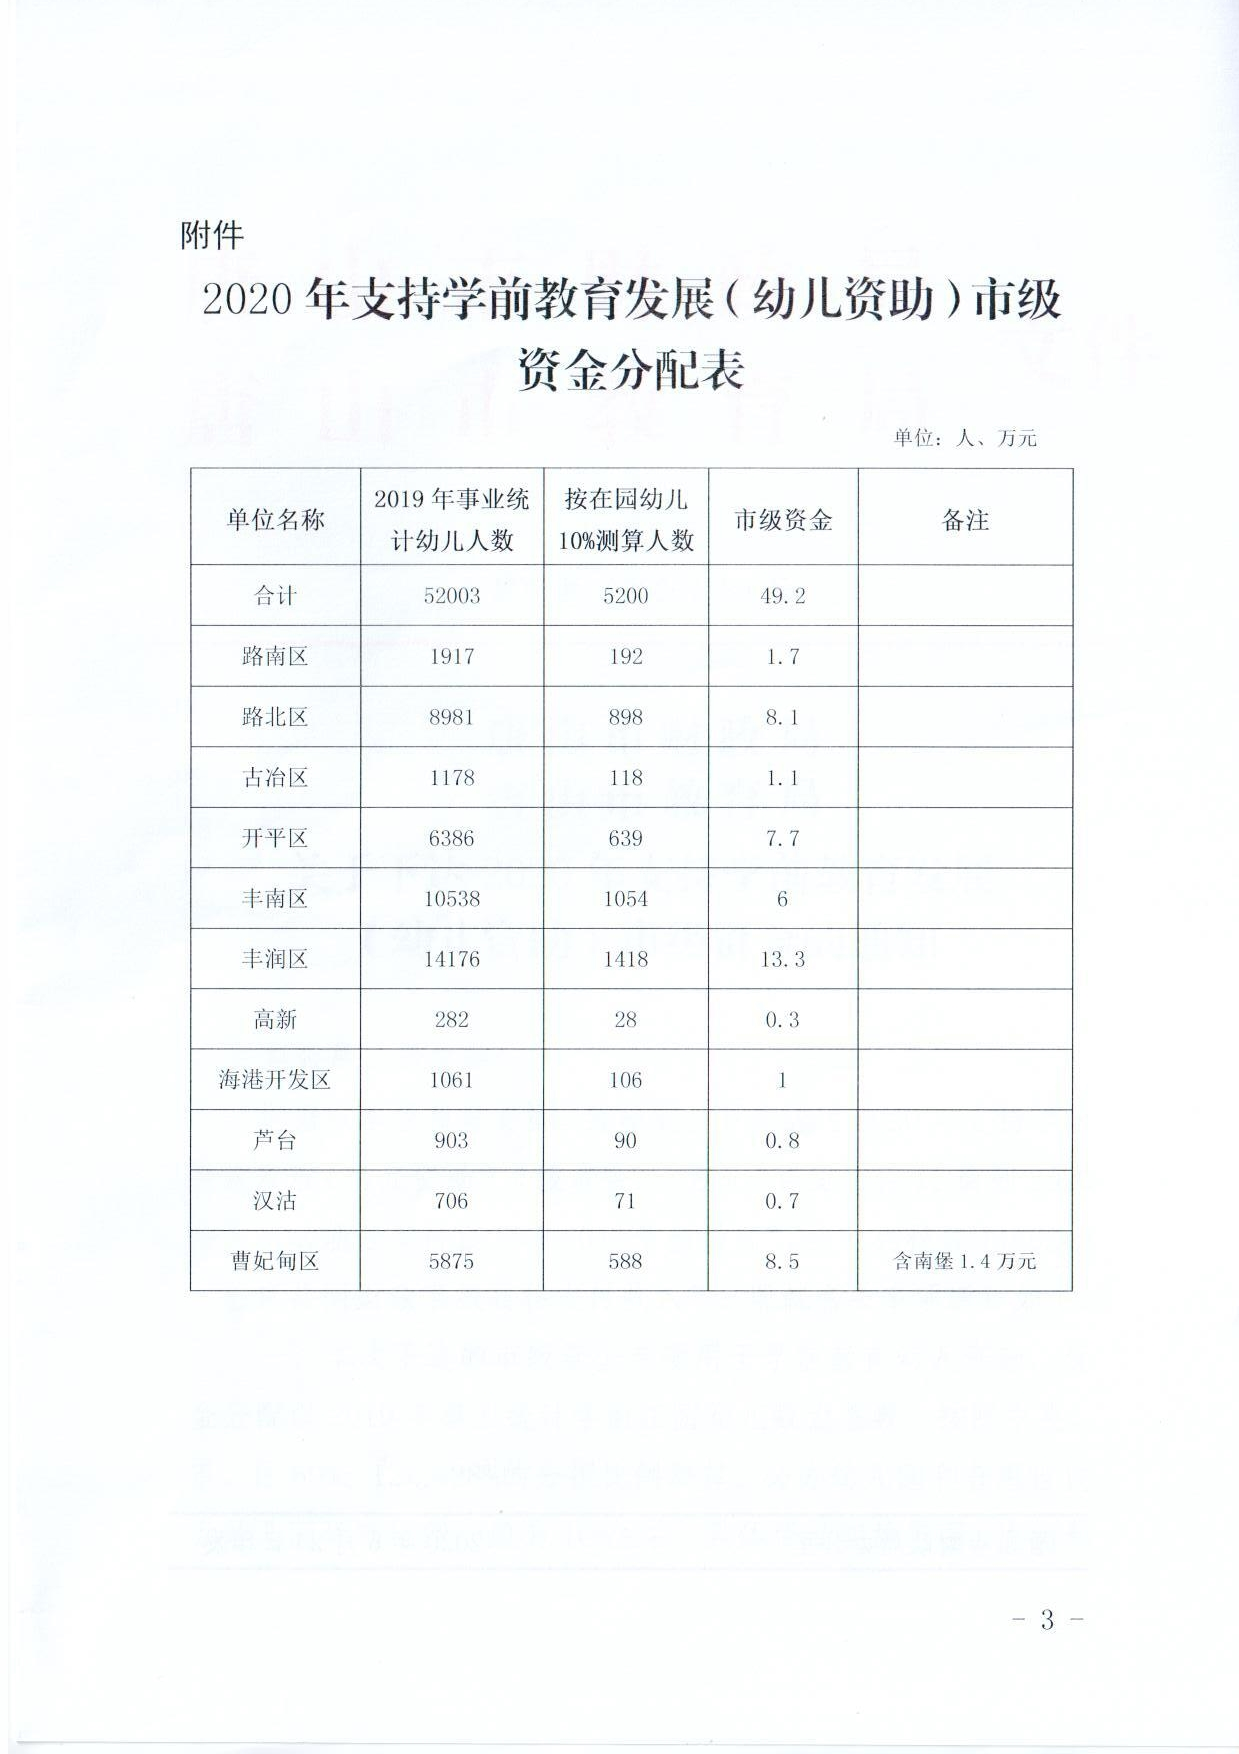 附件
2020年支持学前教育发展(幼儿资助)市级
资金分配表
单位：人、万元
单位名称 2019年事业统计幼儿人数 按在园幼儿10%测算人数 市级资金 备注
合计 52003 5200 49.2
路南区 1917 192 1.7
路北区 8981 898 8.1
古冶区 1178 118 1.1
开平区 6386 639 7.7
丰南区 10538 1054 6
丰润区 14176 1418 13.3
高新 282 28 0.3
海港开发区 1061 106 1
芦台 903 90 0.8
汉沽 706 71 0.7
曹妃甸区 5875 588 8.5 含南堡1.4万元
- 3 -